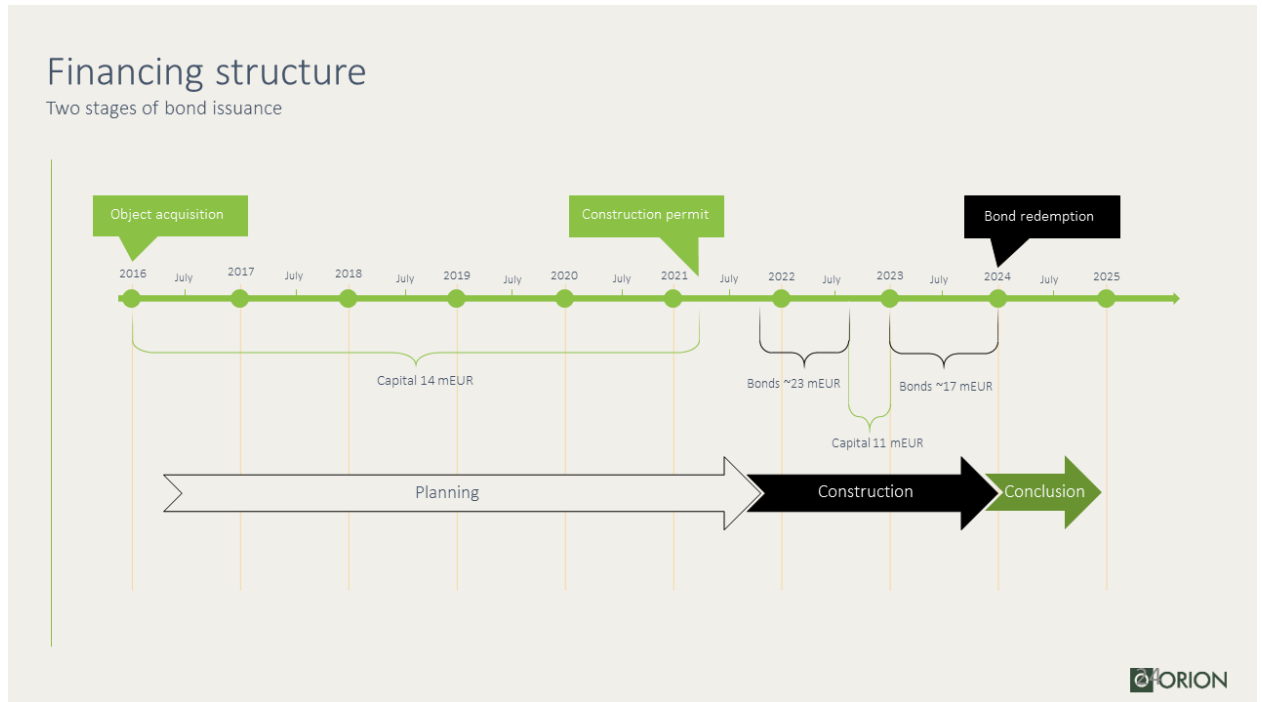 Financing structure
Two stages of bond issuance
Object acquisition
Construction permit
Bond redemption
2016
July
2017
July
2018
July
2019
July
2020
July
2021
July
2022
July
2023
July
2024
July
2025
Capital 14 mEUR
Bonds ~23 mEUR
Bonds ~17 mEUR
Capital 11 mEUR
Planning
Construction
Conclusion
ORION